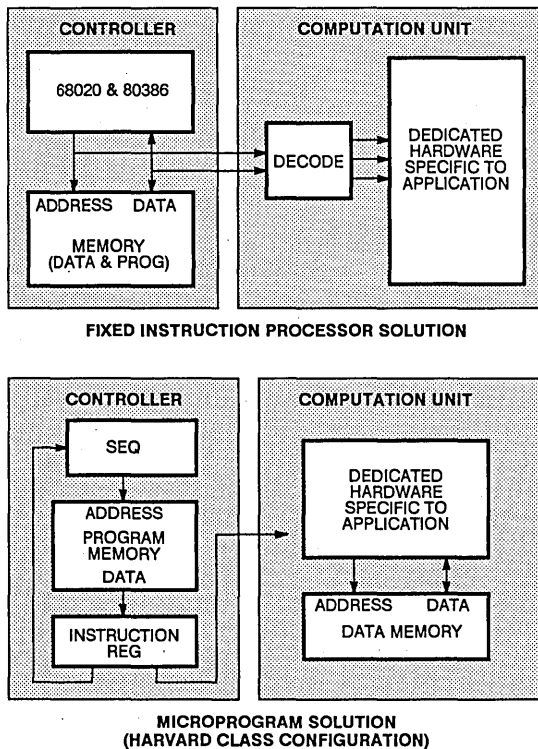 CONTROLLER
COMPUTATION UNIT
68020 & 80386
DECODE
DEDICATED
HARDWARE
SPECIFIC TO
APPLICATION
ADDRESS DATA
MEMORY
(DATA & PROG)
FIXED INSTRUCTION PROCESSOR SOLUTION
CONTROLLER
COMPUTATION UNIT
SEQ
ADDRESS
PROGRAM
MEMORY
DATA
INSTRUCTION
REG
DEDICATED
HARDWARE
SPECIFIC TO
APPLICATION
ADDRESS DATA
DATA MEMORY
MICROPROGRAM SOLUTION
(HARVARD CLASS CONFIGURATION)